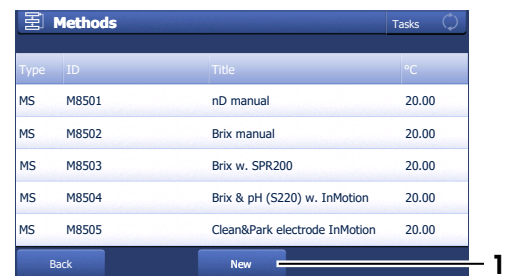 Methods Tasks
Type ID Title °C
MS M8501 nD manual 20.00
MS M8502 Brix manual 20.00
MS M8503 Brix w. SPR200 20.00
MS M8504 Brix & pH (S220) w. InMotion 20.00
MS M8505 Clean&Park electrode InMotion 20.00
Back New 1